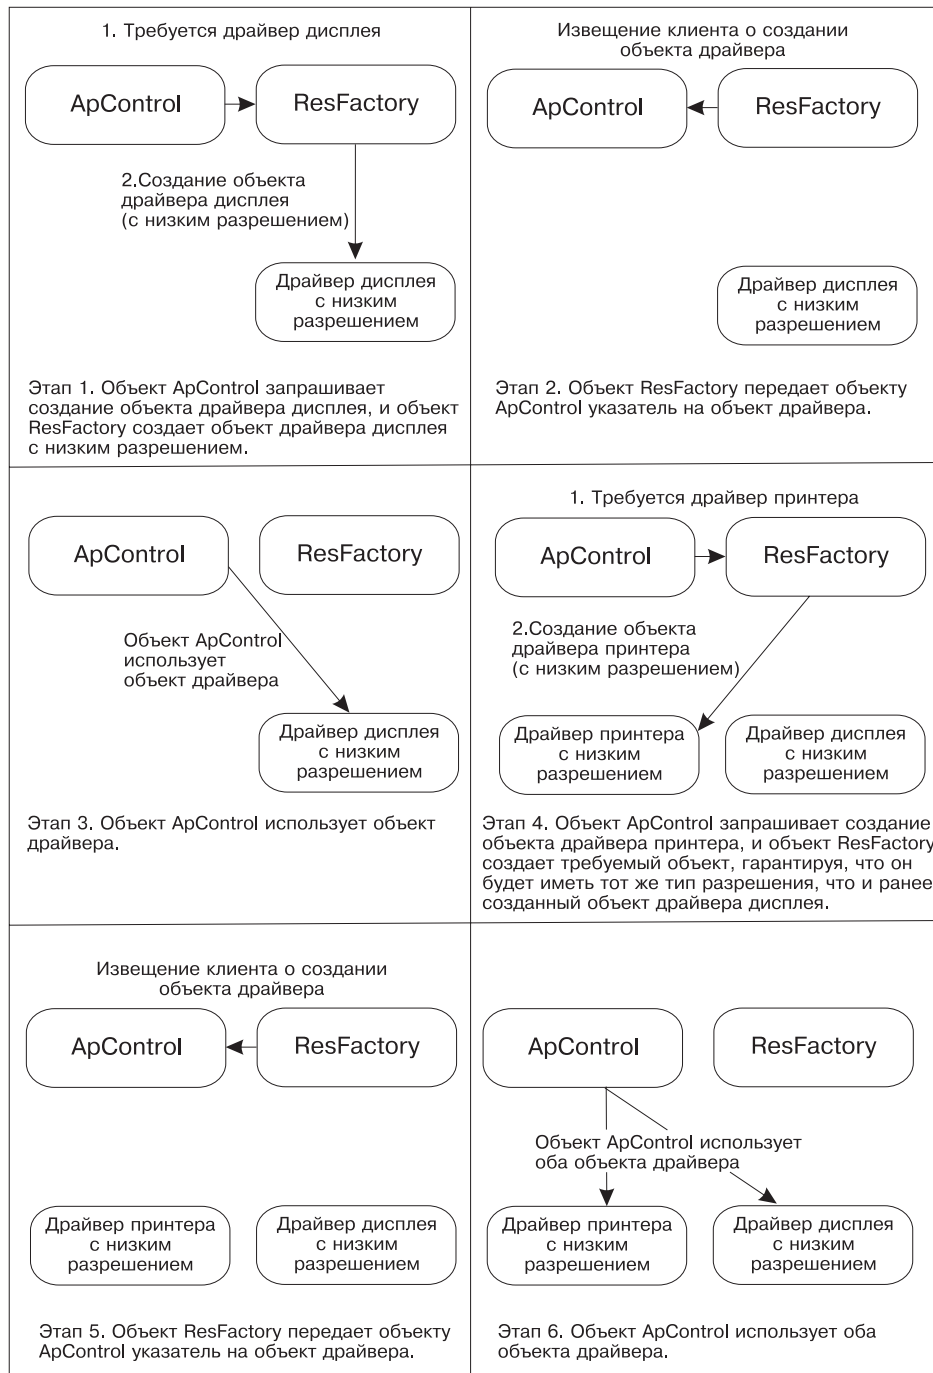 1. Требуется драйвер дисплея
ApControl
ResFactory
2.Создание объекта
драйвера дисплея
(с низким разрешением)
Драйвер дисплея
с низким
разрешением
Этап 1. Объект ApControl запрашивает
создание объекта драйвера дисплея, и объект
ResFactory создает объект драйвера дисплея
с низким разрешением.
Извещение клиента о создании
объекта драйвера
ApControl
ResFactory
Драйвер дисплея
с низким
разрешением
Этап 2. Объект ResFactory передает объекту
ApControl указатель на объект драйвера.
ApControl
ResFactory
Объект ApControl
использует
объект драйвера
Драйвер дисплея
с низким
разрешением
Этап 3. Объект ApControl использует объект
драйвера.
1. Требуется драйвер принтера
ApControl
ResFactory
2.Создание объекта
драйвера принтера
(с низким разрешением)
Драйвер принтера
с низким
разрешением
Драйвер дисплея
с низким
разрешением
Этап 4. Объект ApControl запрашивает создание
объекта драйвера принтера, и объект ResFactory
создает требуемый объект, гарантируя, что он
будет иметь тот же тип разрешения, что и ранее
созданный объект драйвера дисплея.
Извещение клиента о создании
объекта драйвера
ApControl
ResFactory
Драйвер принтера
с низким
разрешением
Драйвер дисплея
с низким
разрешением
Этап 5. Объект ResFactory передает объекту
ApControl указатель на объект драйвера.
ApControl
ResFactory
Объект ApControl использует
оба объекта драйвера
Драйвер принтера
с низким
разрешением
Драйвер дисплея
с низким
разрешением
Этап 6. Объект ApControl использует оба
объекта драйвера.